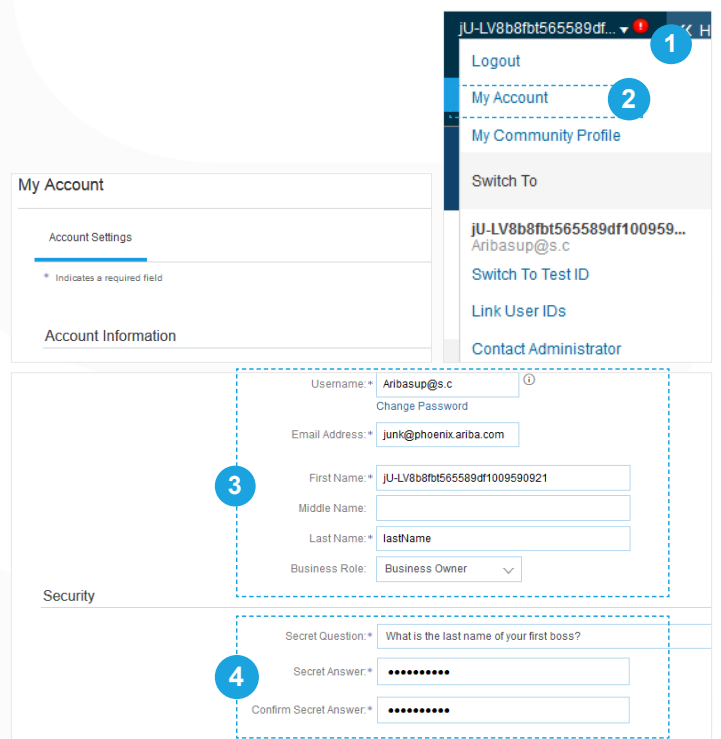 jU-LV8b8fbt565589df... ! 1 « H
Logout
My Account 2
My Community Profile
Switch To
jU-LV8b8fbt565589df100959...
Aribasup@s.c
Switch To Test ID
Link User IDs
Contact Administrator
My Account
Account Settings
* Indicates a required field
Account Information
3
Username:* Aribasup@s.c i
Change Password
Email Address:* junk@phoenix.ariba.com
First Name:* jU-LV8b8fbt565589df1009590921
Middle Name:
Last Name:* lastName
Business Role: Business Owner
Security
4
Secret Question:* What is the last name of your first boss?
Secret Answer:* ••••••••••
Confirm Secret Answer:* ••••••••••